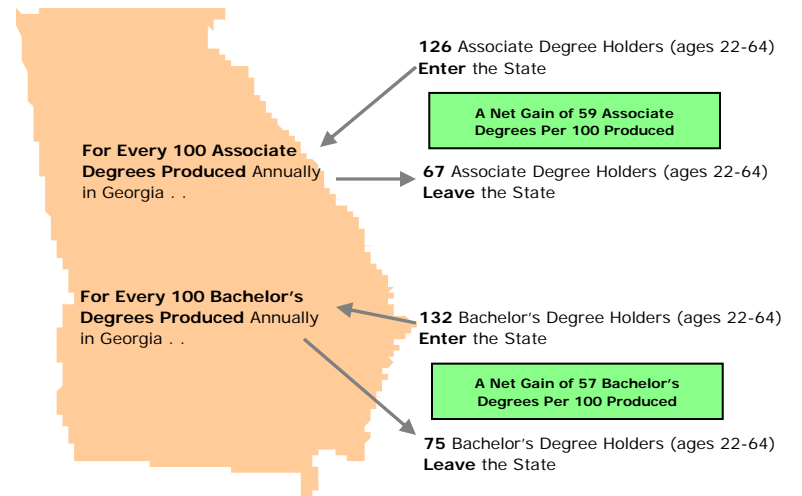 126 Associate Degree Holders (ages 22-64)
Enter the State
A Net Gain of 59 Associate
Degrees Per 100 Produced
For Every 100 Associate
Degrees Produced Annually
in Georgia . .
67 Associate Degree Holders (ages 22-64)
Leave the State
For Every 100 Bachelor's
Degrees Produced Annually
in Georgia . .
132 Bachelor's Degree Holders (ages 22-64)
Enter the State
A Net Gain of 57 Bachelor's
Degrees Per 100 Produced
75 Bachelor's Degree Holders (ages 22-64)
Leave the State